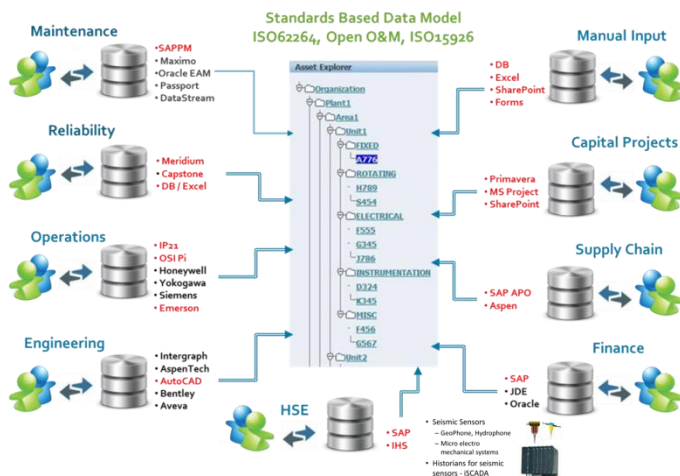 Standards Based Data Model
ISO62264, Open O&M, ISO15926
Maintenance
• SAPPM
• Maximo
• Oracle EAM
• Passport
• DataStream
Reliability
• Meridium
• Capstone
• DB / Excel
Operations
• IP21
• OSI Pi
• Honeywell
• Yokogawa
• Siemens
• Emerson
Engineering
• Intergraph
• AspenTech
• AutoCAD
• Bentley
• Aveva
Asset Explorer
Organization
Plant1
Area1
Unit1
FIXED
A776
ROTATING
H789
S454
ELECTRICAL
F555
G345
J786
INSTRUMENTATION
D324
K345
MISC
F456
G567
Unit2
Manual Input
• DB
• Excel
• SharePoint
• Forms
Capital Projects
• Primavera
• MS Project
• SharePoint
Supply Chain
• SAP APO
• Aspen
Finance
• SAP
• JDE
• Oracle
HSE
• SAP
• IHS
• Seismic Sensors
– GeoPhone, Hydrophone
– Micro electro
mechanical systems
• Historians for seismic
sensors - iSCADA